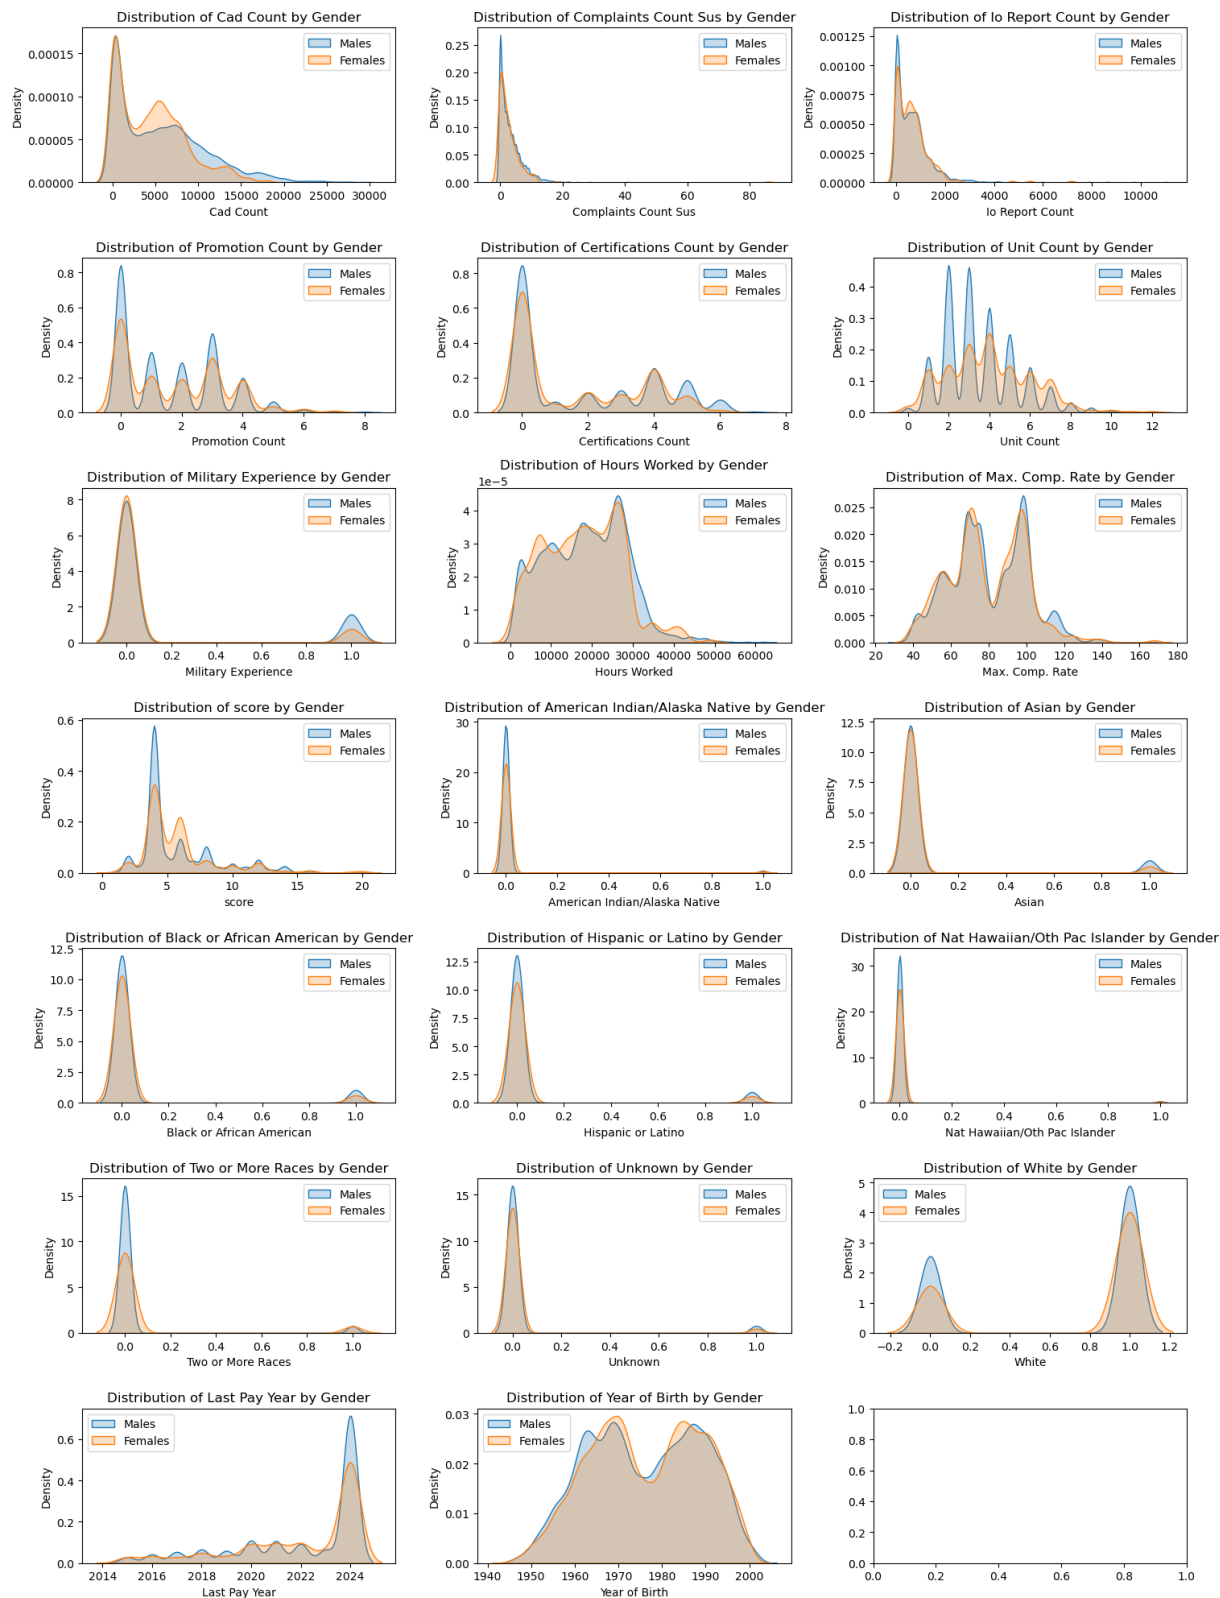 Distribution of Cad Count by Gender
Distribution of Complaints Count Sus by Gender
Distribution of Io Report Count by Gender
Density
0.00015
0.00010
0.00005
0.00000
Males
Females
0 5000 10000 15000 20000 25000 30000
Cad Count
Density
0.25
0.20
0.15
0.10
0.05
0.00
Males
Females
0 20 40 60 80
Complaints Count Sus
Density
0.00125
0.00100
0.00075
0.00050
0.00025
0.00000
Males
Females
0 2000 4000 6000 8000 10000
Io Report Count
Distribution of Promotion Count by Gender
Distribution of Certifications Count by Gender
Distribution of Unit Count by Gender
Density
0.8
0.6
0.4
0.2
0.0
Males
Females
0 2 4 6 8
Promotion Count
Density
0.8
0.6
0.4
0.2
0.0
Males
Females
0 2 4 6 8
Certifications Count
Density
0.4
0.3
0.2
0.1
0.0
Males
Females
0 2 4 6 8 10 12
Unit Count
Distribution of Military Experience by Gender
Distribution of Hours Worked by Gender
Distribution of Max. Comp. Rate by Gender
Density
8
6
4
2
0
Males
Females
0.0 0.2 0.4 0.6 0.8 1.0
Military Experience
1e−5
Density
4
3
2
1
0
Males
Females
0 10000 20000 30000 40000 50000 60000
Hours Worked
Density
0.025
0.020
0.015
0.010
0.005
0.000
Males
Females
20 40 60 80 100 120 140 160 180
Max. Comp. Rate
Distribution of score by Gender
Distribution of American Indian/Alaska Native by Gender
Distribution of Asian by Gender
Density
0.6
0.4
0.2
0.0
Males
Females
0 5 10 15 20
score
Density
30
20
10
0
Males
Females
0.0 0.2 0.4 0.6 0.8 1.0
American Indian/Alaska Native
Density
12.5
10.0
7.5
5.0
2.5
0.0
Males
Females
0.0 0.2 0.4 0.6 0.8 1.0
Asian
Distribution of Black or African American by Gender
Distribution of Hispanic or Latino by Gender
Distribution of Nat Hawaiian/Oth Pac Islander by Gender
Density
12.5
10.0
7.5
5.0
2.5
0.0
Males
Females
0.0 0.2 0.4 0.6 0.8 1.0
Black or African American
Density
12.5
10.0
7.5
5.0
2.5
0.0
Males
Females
0.0 0.2 0.4 0.6 0.8 1.0
Hispanic or Latino
Density
30
20
10
0
Males
Females
0.0 0.2 0.4 0.6 0.8 1.0
Nat Hawaiian/Oth Pac Islander
Distribution of Two or More Races by Gender
Distribution of Unknown by Gender
Distribution of White by Gender
Density
15
10
5
0
Males
Females
0.0 0.2 0.4 0.6 0.8 1.0
Two or More Races
Density
15
10
5
0
Males
Females
0.0 0.2 0.4 0.6 0.8 1.0
Unknown
Density
5
4
3
2
1
0
Males
Females
−0.2 0.0 0.2 0.4 0.6 0.8 1.0 1.2
White
Distribution of Last Pay Year by Gender
Distribution of Year of Birth by Gender
Density
0.6
0.4
0.2
0.0
Males
Females
2014 2016 2018 2020 2022 2024
Last Pay Year
Density
0.03
0.02
0.01
0.00
Males
Females
1940 1950 1960 1970 1980 1990 2000
Year of Birth
1.0
0.8
0.6
0.4
0.2
0.0
0.0 0.2 0.4 0.6 0.8 1.0